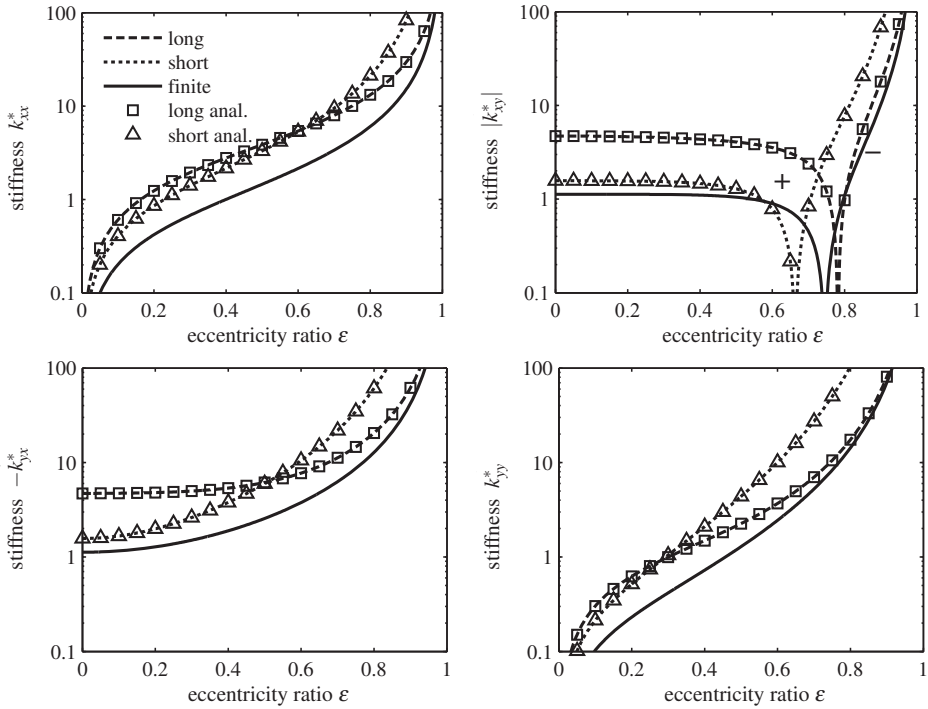 100
10
1
0.1
stiffness k*xx
long
short
finite
long anal.
short anal.
0 0.2 0.4 0.6 0.8 1
eccentricity ratio ε
100
10
1
0.1
stiffness |k*xy|
+
−
0 0.2 0.4 0.6 0.8 1
eccentricity ratio ε
100
10
1
0.1
stiffness −k*yx
0 0.2 0.4 0.6 0.8 1
eccentricity ratio ε
100
10
1
0.1
stiffness k*yy
0 0.2 0.4 0.6 0.8 1
eccentricity ratio ε